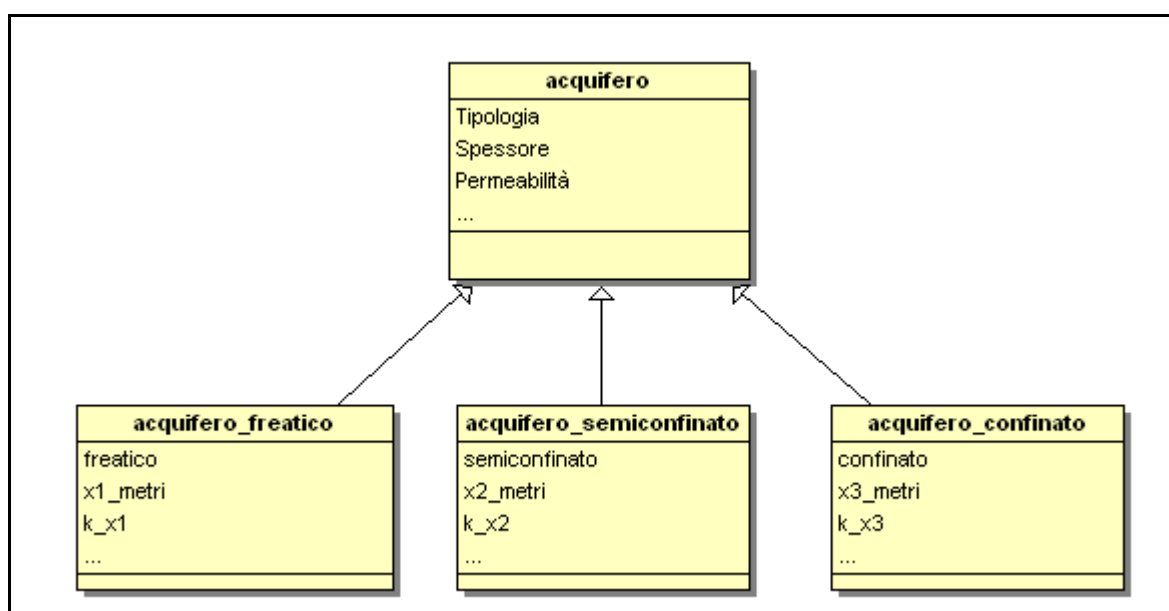 acquifero
Tipologia
Spessore
Permeabilità
...
acquifero_freatico
freatico
x1_metri
k_x1
...
acquifero_semiconfinato
semiconfinato
x2_metri
k_x2
...
acquifero_confinato
confinato
x3_metri
k_x3
...